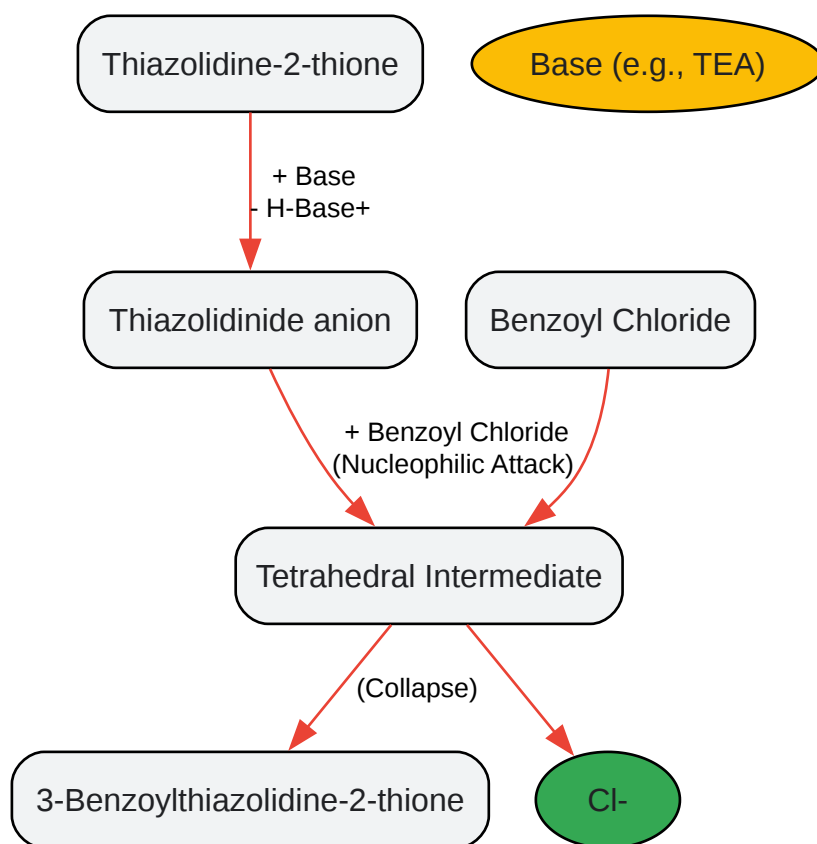 Thiazolidine-2-thione
Base (e.g., TEA)
+ Base
- H-Base+
Thiazolidinide anion
Benzoyl Chloride
+ Benzoyl Chloride
(Nucleophilic Attack)
Tetrahedral Intermediate
(Collapse)
3-Benzoylthiazolidine-2-thione
Cl-